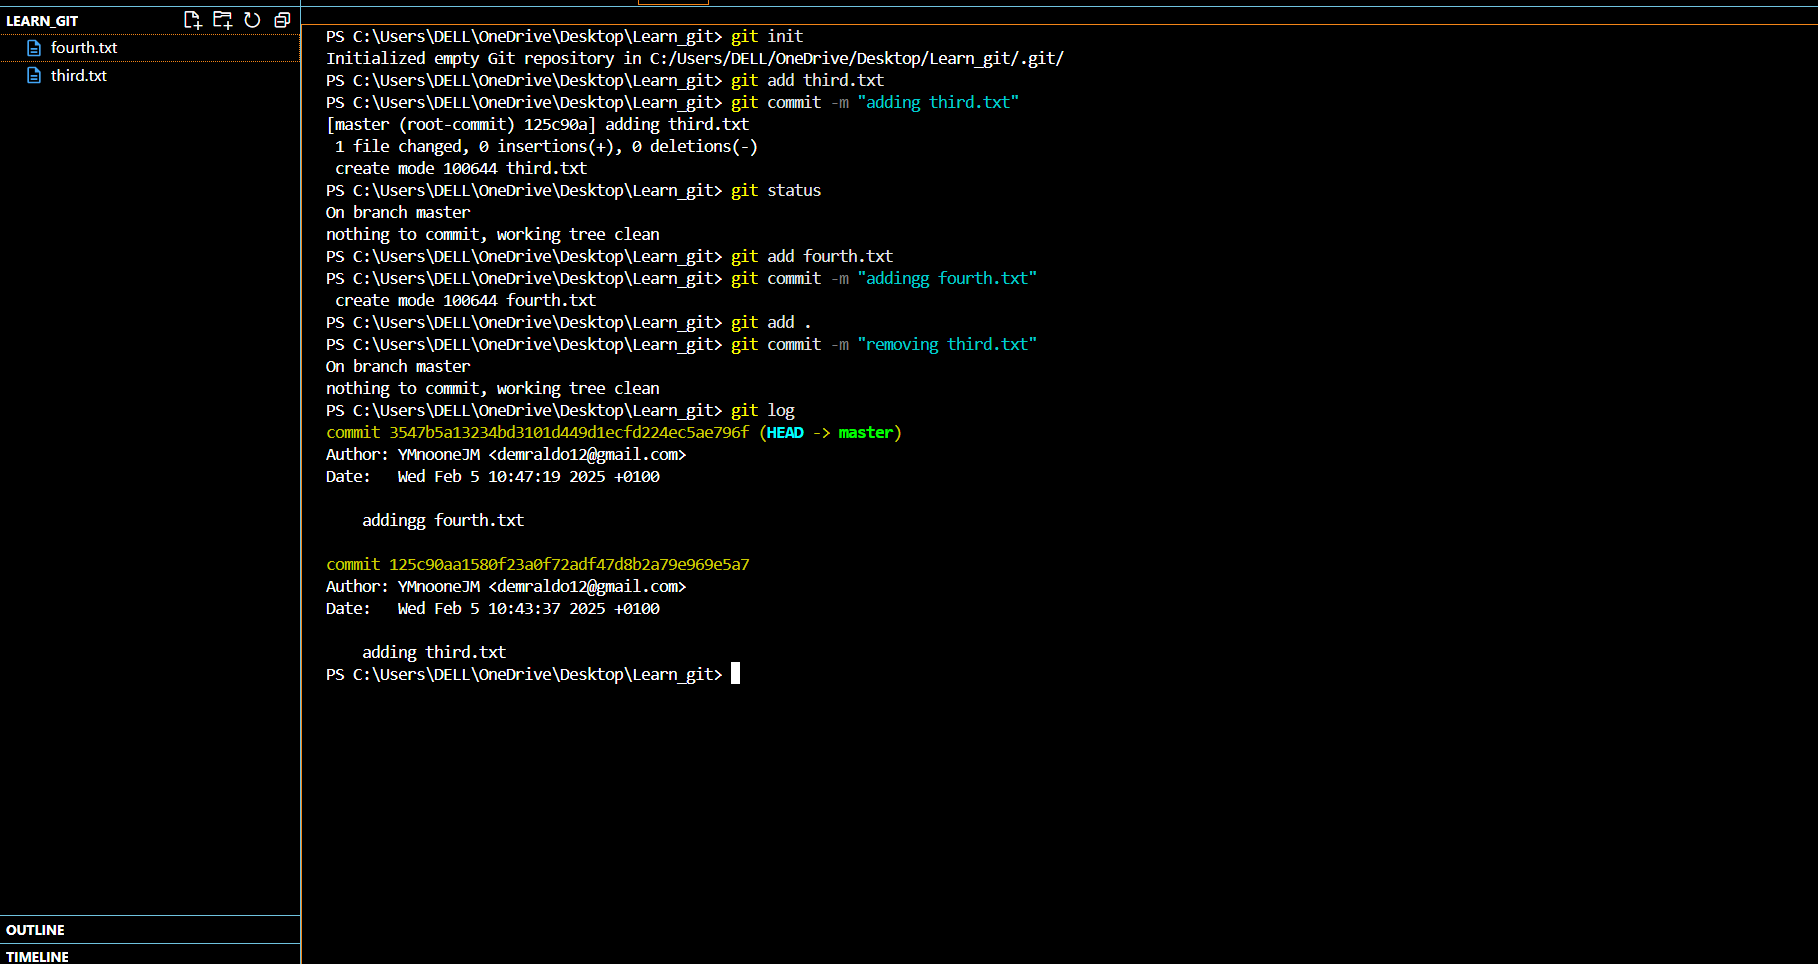 LEARN_GIT
fourth.txt
third.txt
OUTLINE
TIMELINE
PS C:\Users\DELL\OneDrive\Desktop\Learn_git> git init
Initialized empty Git repository in C:/Users/DELL/OneDrive/Desktop/Learn_git/.git/
PS C:\Users\DELL\OneDrive\Desktop\Learn_git> git add third.txt
PS C:\Users\DELL\OneDrive\Desktop\Learn_git> git commit -m "adding third.txt"
[master (root-commit) 125c90a] adding third.txt
 1 file changed, 0 insertions(+), 0 deletions(-)
 create mode 100644 third.txt
PS C:\Users\DELL\OneDrive\Desktop\Learn_git> git status
On branch master
nothing to commit, working tree clean
PS C:\Users\DELL\OneDrive\Desktop\Learn_git> git add fourth.txt
PS C:\Users\DELL\OneDrive\Desktop\Learn_git> git commit -m "addingg fourth.txt"
 create mode 100644 fourth.txt
PS C:\Users\DELL\OneDrive\Desktop\Learn_git> git add .
PS C:\Users\DELL\OneDrive\Desktop\Learn_git> git commit -m "removing third.txt"
On branch master
nothing to commit, working tree clean
PS C:\Users\DELL\OneDrive\Desktop\Learn_git> git log
commit 3547b5a13234bd3101d449d1ecfd224ec5ae796f (HEAD -> master)
Author: YMnooneJM <demraldo12@gmail.com>
Date:   Wed Feb 5 10:47:19 2025 +0100
    addingg fourth.txt
commit 125c90aa1580f23a0f72adf47d8b2a79e969e5a7
Author: YMnooneJM <demraldo12@gmail.com>
Date:   Wed Feb 5 10:43:37 2025 +0100
    adding third.txt
PS C:\Users\DELL\OneDrive\Desktop\Learn_git>